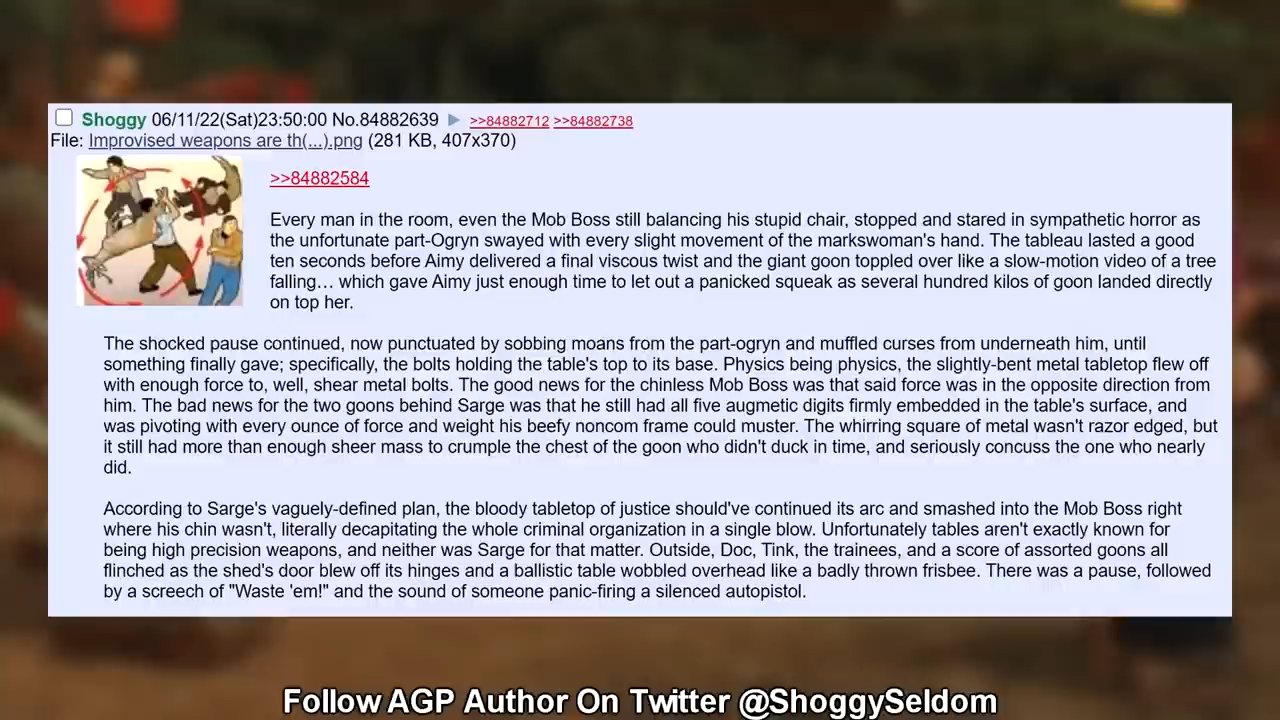 Shoggy 06/11/22(Sat)23:50:00 No.84882639 ▶ >>84882712 >>84882738
File: Improvised weapons are th(...).png (281 KB, 407x370)
>>84882584
Every man in the room, even the Mob Boss still balancing his stupid chair, stopped and stared in sympathetic horror as
the unfortunate part-Ogryn swayed with every slight movement of the markswoman's hand. The tableau lasted a good
ten seconds before Aimy delivered a final viscous twist and the giant goon toppled over like a slow-motion video of a tree
falling… which gave Aimy just enough time to let out a panicked squeak as several hundred kilos of goon landed directly
on top her.
The shocked pause continued, now punctuated by sobbing moans from the part-ogryn and muffled curses from underneath him, until
something finally gave; specifically, the bolts holding the table's top to its base. Physics being physics, the slightly-bent metal tabletop flew off
with enough force to, well, shear metal bolts. The good news for the chinless Mob Boss was that said force was in the opposite direction from
him. The bad news for the two goons behind Sarge was that he still had all five augmetic digits firmly embedded in the table's surface, and
was pivoting with every ounce of force and weight his beefy noncom frame could muster. The whirring square of metal wasn't razor edged, but
it still had more than enough sheer mass to crumple the chest of the goon who didn't duck in time, and seriously concuss the one who nearly
did.
According to Sarge's vaguely-defined plan, the bloody tabletop of justice should've continued its arc and smashed into the Mob Boss right
where his chin wasn't, literally decapitating the whole criminal organization in a single blow. Unfortunately tables aren't exactly known for
being high precision weapons, and neither was Sarge for that matter. Outside, Doc, Tink, the trainees, and a score of assorted goons all
flinched as the shed's door blew off its hinges and a ballistic table wobbled overhead like a badly thrown frisbee. There was a pause, followed
by a screech of "Waste 'em!" and the sound of someone panic-firing a silenced autopistol.
Follow AGP Author On Twitter @ShoggySeldom